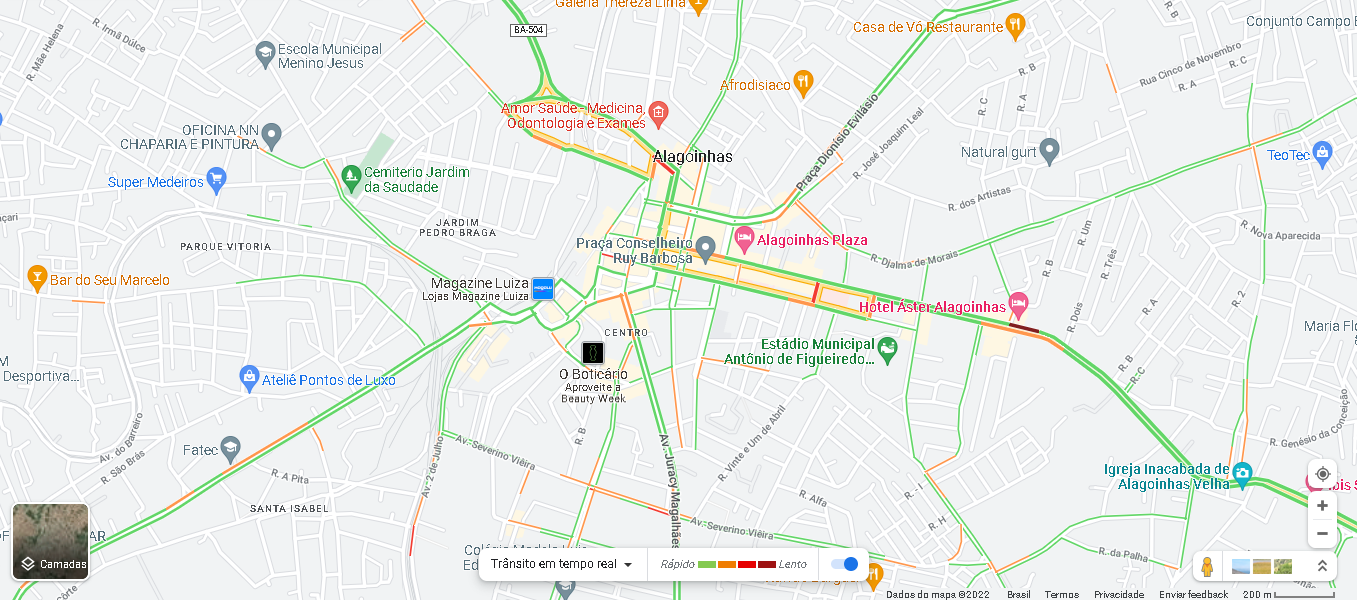 Galeria Thereza Lima
BA-504
R. Irmã Dulce
R. Mãe Helena
Escola Municipal
Menino Jesus
Casa de Vó Restaurante
Conjunto Campo
R. B
Rua Cinco de Novembro
R. A
R. C
R. B
R. A
R. C
Afrodisiaco
Amor Saúde - Medicina,
Odontologia e Exames
OFICINA NN
CHAPARIA E PINTURA
Praça Dionísio Evilásio
R. José Joaquim Leal
Natural gurt
TeoTec
Alagoinhas
Super Medeiros
Cemiterio Jardim
da Saudade
R. dos Artistas
JARDIM
PEDRO BRAGA
PARQUE VITORIA
R. Nova Aparecida
R. Um
Praça Conselheiro
Ruy Barbosa
Alagoinhas Plaza
R. Djalma de Morais
R. Três
R. B
Bar do Seu Marcelo
Magazine Luiza
Lojas Magazine Luiza
R. A
R. 2
Hotel Áster Alagoinhas
R. Dois
CENTRO
Maria Flo
Estádio Municipal
Antônio de Figueiredo...
R. B
R. C
O Boticário
Aproveite a
Beauty Week
Desportiva...
Ateliê Pontos de Luxo
R. Genésio da Conceição
Av. do Barreiro
R. São Brás
Fatec
R. B
Av. Severino Vieira
Av. 2 de Julho
Av. Juracy Magalhães
R. Vinte e Um de Abril
R. A Pita
Igreja Inacabada de
Alagoinhas Velha
ibis S
R. I
R. Alfa
SANTA ISABEL
R. H
Av. Severino Vieira
AR
Camadas
R. da Palha
Trânsito em tempo real
Rápido
Lento
Dados do mapa ©2022
Brasil
Termos
Privacidade
Enviar feedback
200 m